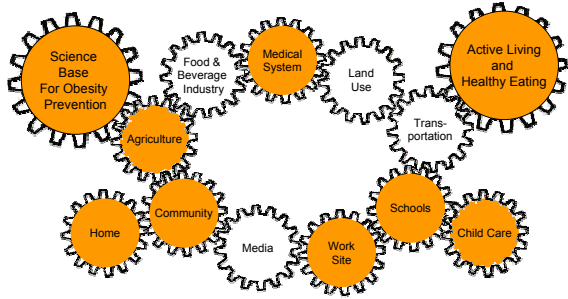 Science
Base
For Obesity
Prevention
Food &
Beverage
Industry
Medical
System
Land
Use
Active Living
and
Healthy Eating
Agriculture
Trans-
portation
Home
Community
Media
Work
Site
Schools
Child Care